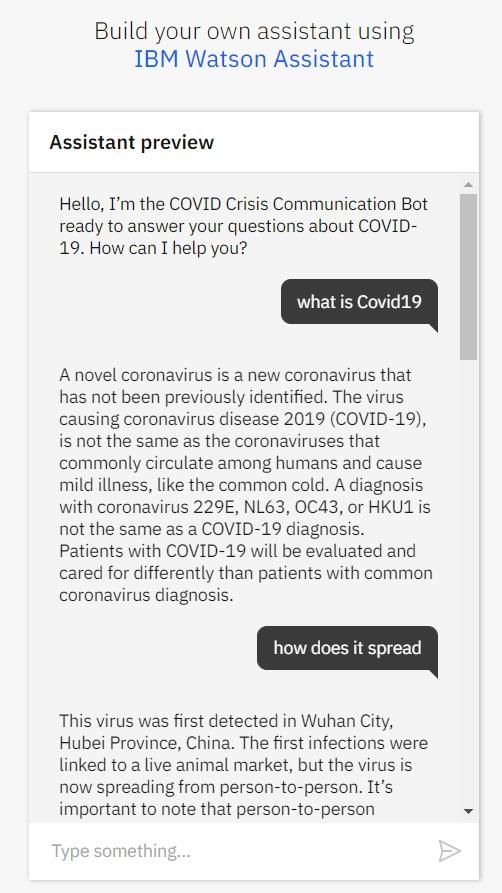 Build your own assistant using
IBM Watson Assistant
Assistant preview
Hello, I’m the COVID Crisis Communication Bot
ready to answer your questions about COVID-
19. How can I help you?
what is Covid19
A novel coronavirus is a new coronavirus that
has not been previously identified. The virus
causing coronavirus disease 2019 (COVID-19),
is not the same as the coronaviruses that
commonly circulate among humans and cause
mild illness, like the common cold. A diagnosis
with coronavirus 229E, NL63, OC43, or HKU1 is
not the same as a COVID-19 diagnosis.
Patients with COVID-19 will be evaluated and
cared for differently than patients with common
coronavirus diagnosis.
how does it spread
This virus was first detected in Wuhan City,
Hubei Province, China. The first infections were
linked to a live animal market, but the virus is
now spreading from person-to-person. It’s
important to note that person-to-person
Type something...